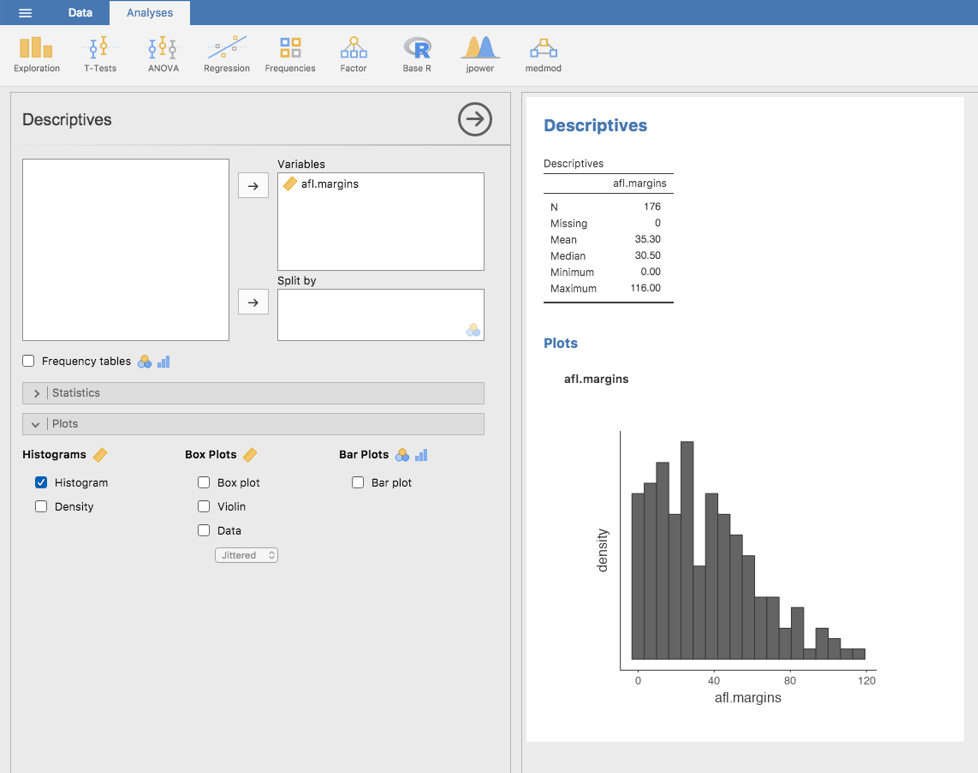 Data Analyses
Exploration T-Tests ANOVA Regression Frequencies Factor Base R jpower medmod
Descriptives
Variables
afl.margins
Split by
Frequency tables
Statistics
Plots
Histograms Box Plots Bar Plots
Histogram Box plot Bar plot
Density Violin
Data
Jittered
Descriptives
Descriptives
afl.margins
N 176
Missing 0
Mean 35.30
Median 30.50
Minimum 0.00
Maximum 116.00
Plots
afl.margins
density
0 40 80 120
afl.margins